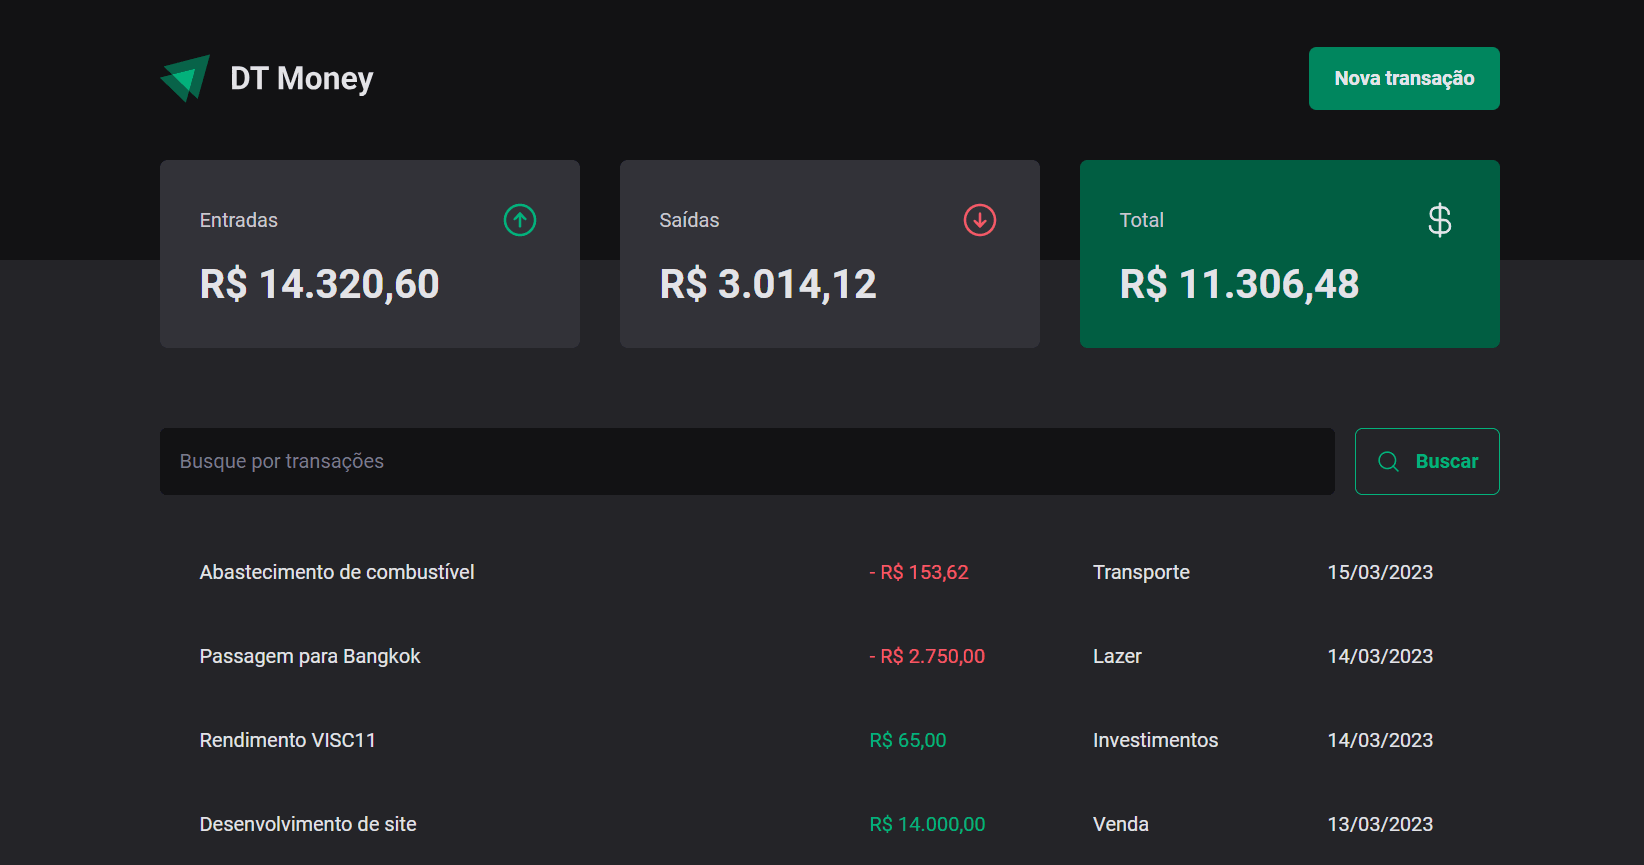 DT Money
Nova transação
Entradas
R$ 14.320,60
Saídas
R$ 3.014,12
Total
R$ 11.306,48
Busque por transações
Buscar
Abastecimento de combustível - R$ 153,62 Transporte 15/03/2023
Passagem para Bangkok - R$ 2.750,00 Lazer 14/03/2023
Rendimento VISC11 R$ 65,00 Investimentos 14/03/2023
Desenvolvimento de site R$ 14.000,00 Venda 13/03/2023